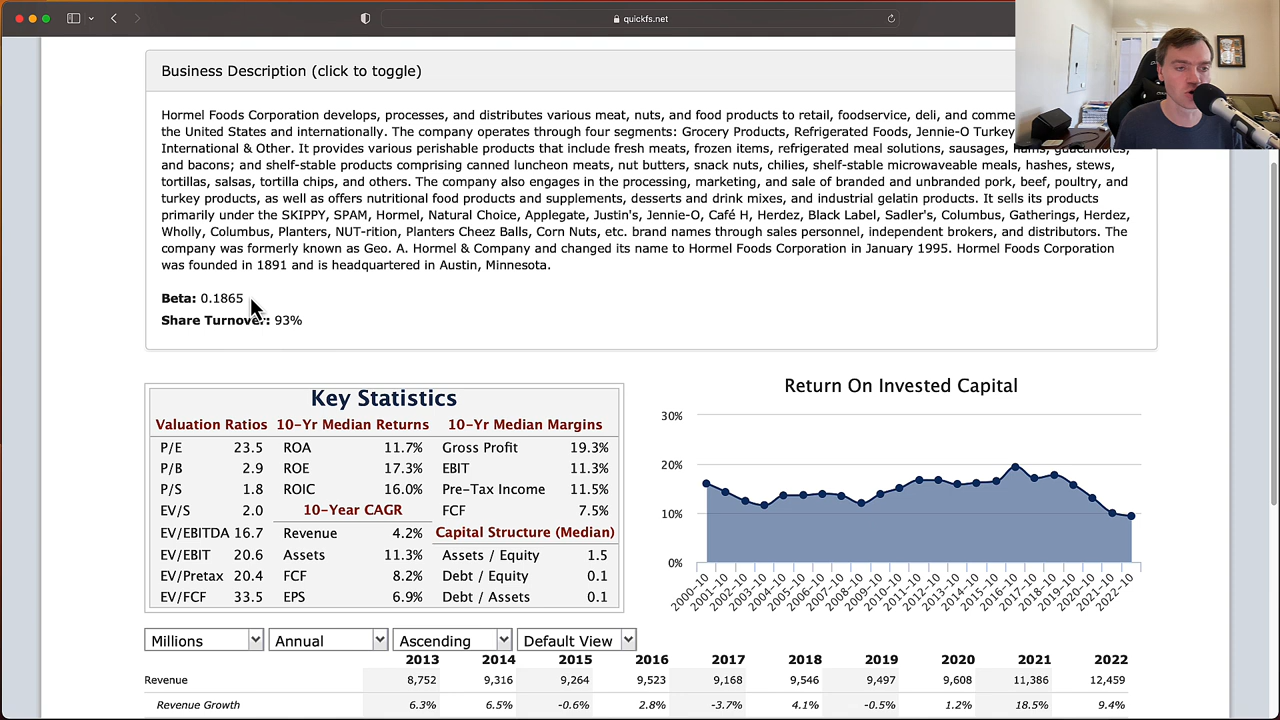 quickfs.net
Business Description (click to toggle)
Hormel Foods Corporation develops, processes, and distributes various meat, nuts, and food products to retail, foodservice, deli, and
the United States and internationally. The company operates through four segments: Grocery Products, Refrigerated Foods, Jennie-O Turkey
International & Other. It provides various perishable products that include fresh meats, frozen items, refrigerated meal solutions, sausages,
and bacons; and shelf-stable products comprising canned luncheon meats, nut butters, snack nuts, chilies, shelf-stable microwaveable meals, hashes, stews,
tortillas, salsas, tortilla chips, and others. The company also engages in the processing, marketing, and sale of branded and unbranded pork, beef, poultry, and
turkey products, as well as offers nutritional food products and supplements, desserts and drink mixes, and industrial gelatin products. It sells its products
primarily under the SKIPPY, SPAM, Hormel, Natural Choice, Applegate, Justin's, Jennie-O, Café H, Herdez, Black Label, Sadler's, Columbus, Gatherings, Herdez,
Wholly, Columbus, Planters, NUT-rition, Planters Cheez Balls, Corn Nuts, etc. brand names through sales personnel, independent brokers, and distributors. The
company was formerly known as Geo. A. Hormel & Company and changed its name to Hormel Foods Corporation in January 1995. Hormel Foods Corporation
was founded in 1891 and is headquartered in Austin, Minnesota.
Beta: 0.1865
Share Turnover: 93%
Key Statistics
Valuation Ratios 10-Yr Median Returns 10-Yr Median Margins
P/E 23.5 ROA 11.7% Gross Profit 19.3%
P/B 2.9 ROE 17.3% EBIT 11.3%
P/S 1.8 ROIC 16.0% Pre-Tax Income 11.5%
EV/S 2.0 10-Year CAGR FCF 7.5%
EV/EBITDA 16.7 Revenue 4.2% Capital Structure (Median)
EV/EBIT 20.6 Assets 11.3% Assets / Equity 1.5
EV/Pretax 20.4 FCF 8.2% Debt / Equity 0.1
EV/FCF 33.5 EPS 6.9% Debt / Assets 0.1
Return On Invested Capital
30%
20%
10%
0%
2000-10 2001-10 2002-10 2003-10 2004-10 2005-10 2006-10 2007-10 2008-10 2009-10 2010-10 2011-10 2012-10 2013-10 2014-10 2015-10 2016-10 2017-10 2018-10 2019-10 2020-10 2021-10 2022-10
Millions Annual Ascending Default View
2013 2014 2015 2016 2017 2018 2019 2020 2021 2022
Revenue 8,752 9,316 9,264 9,523 9,168 9,546 9,497 9,608 11,386 12,459
Revenue Growth 6.3% 6.5% -0.6% 2.8% -3.7% 4.1% -0.5% 1.2% 18.5% 9.4%